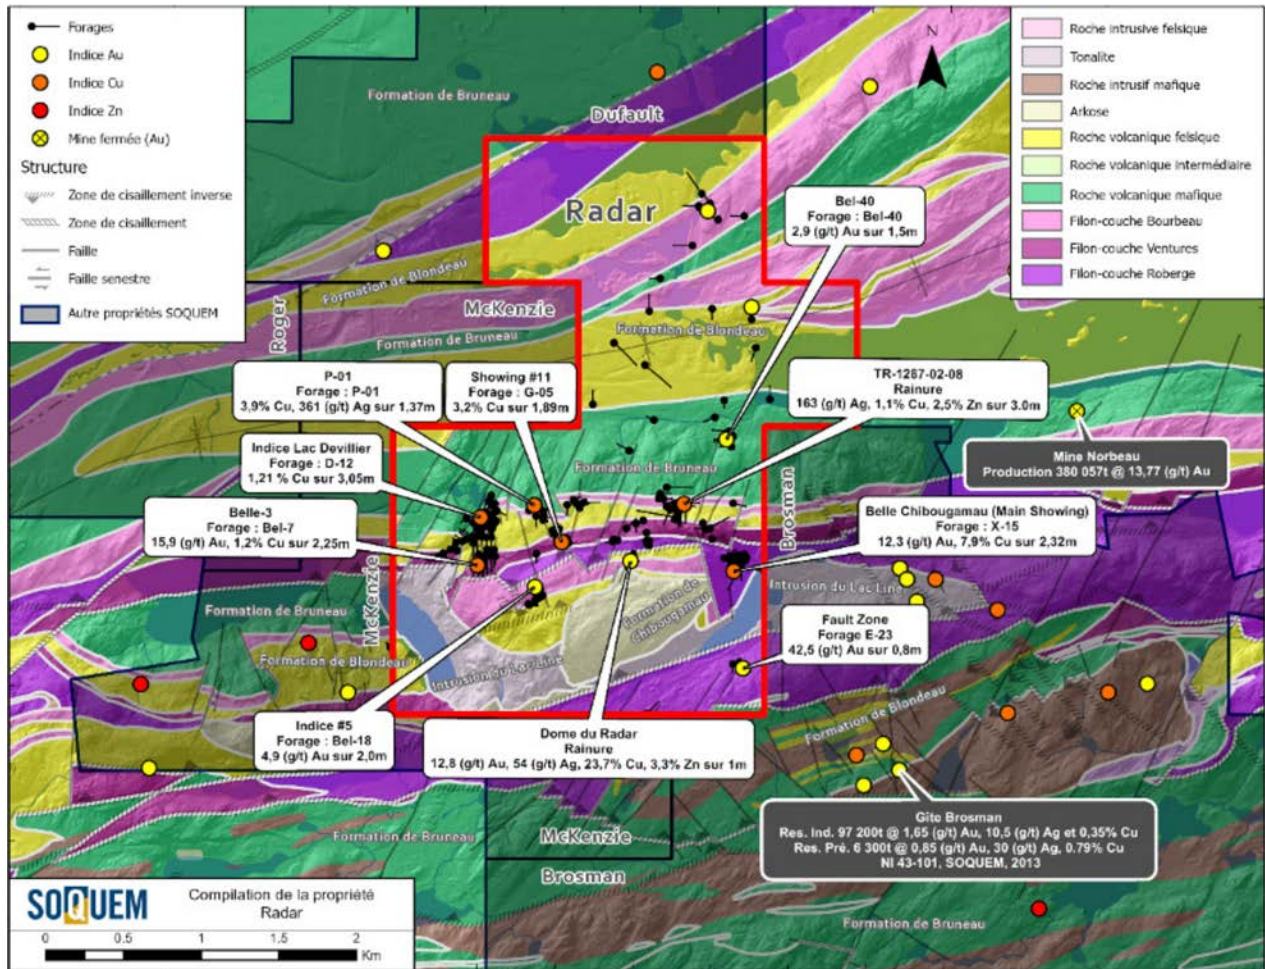 Forages
Indice Au
Indice Cu
Indice Zn
Mine fermée (Au)
Structure
Zone de cisaillement inverse
Zone de cisaillement
Faille
Faille senestre
Autre propriétés SOQUEM
Roche intrusive felsique
Tonalite
Roche intrusif mafique
Arkose
Roche volcanique felsique
Roche volcanique intermédiaire
Roche volcanique mafique
Filon-couche Bourbeau
Filon-couche Ventures
Filon-couche Roberge
N
Formation de Bruneau
Dufault
Radar
Bel-40
Forage : Bel-40
2,9 (g/t) Au sur 1,5m
Formation de Blondeau
Roger
McKenzie
Formation de Bruneau
Formation de Blondeau
P-01
Forage : P-01
3,9% Cu, 361 (g/t) Ag sur 1,37m
Showing #11
Forage : G-05
3,2% Cu sur 1,89m
TR-1287-02-08
Rainure
163 (g/t) Ag, 1,1% Cu, 2,5% Zn sur 3.0m
Indice Lac Devillier
Forage : D-12
1,21 % Cu sur 3,05m
Formation de Bruneau
Mine Norbeau
Production 380 057t @ 13,77 (g/t) Au
Belle-3
Forage : Bel-7
15,9 (g/t) Au, 1,2% Cu sur 2,25m
Brosman
Belle Chibougamau (Main Showing)
Forage : X-15
12,3 (g/t) Au, 7,9% Cu sur 2,32m
McKenzie
Formation de Bruneau
Intrusion du Lac Line
Formation de
Chibougamau
Fault Zone
Forage E-23
42,5 (g/t) Au sur 0,8m
Formation de Blondeau
Intrusion du Lac Line
Indice #5
Forage : Bel-18
4,9 (g/t) Au sur 2,0m
Dome du Radar
Rainure
12,8 (g/t) Au, 54 (g/t) Ag, 23,7% Cu, 3,3% Zn sur 1m
Formation de Blondeau
Formation de Bruneau
McKenzie
Brosman
Gîte Brosman
Res. Ind. 97 200t @ 1,65 (g/t) Au, 10,5 (g/t) Ag et 0,35% Cu
Res. Pré. 6 300t @ 0,85 (g/t) Au, 30 (g/t) Ag, 0.79% Cu
NI 43-101, SOQUEM, 2013
Formation de Bruneau
SOQUEM
Compilation de la propriété
Radar
0 0.5 1 1.5 2
Km